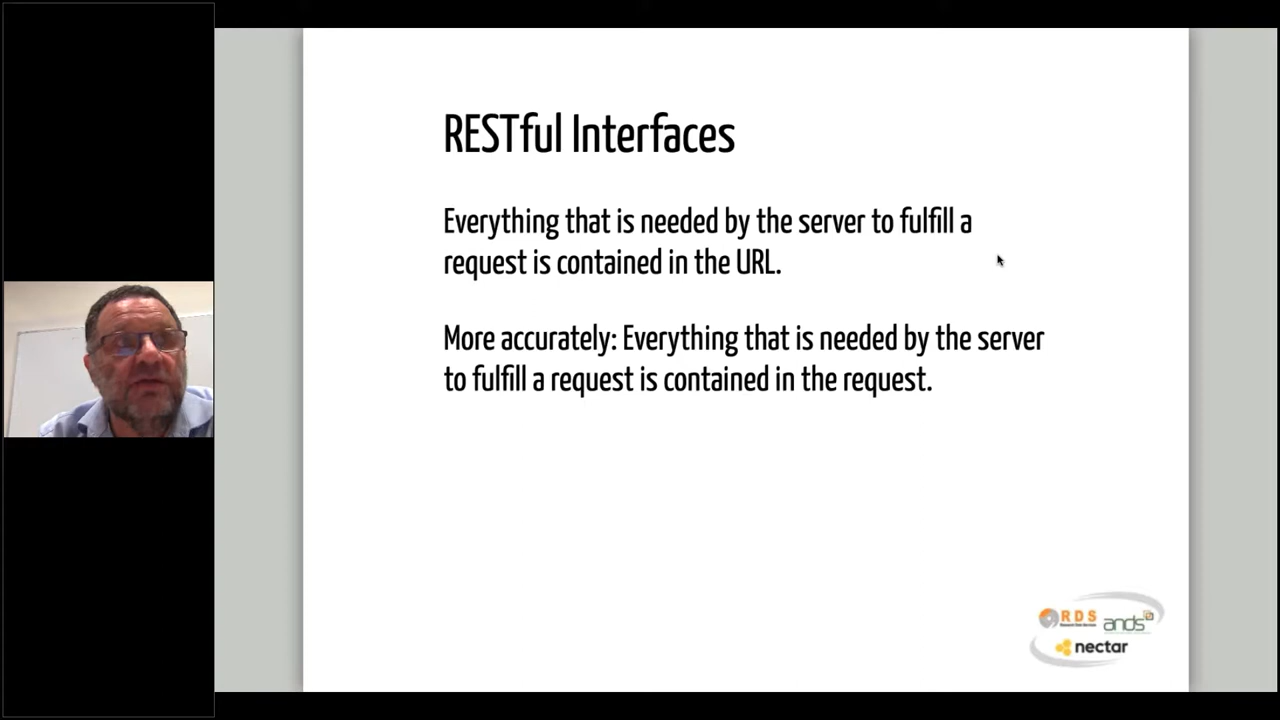 RESTful Interfaces
Everything that is needed by the server to fulfill a
request is contained in the URL.
More accurately: Everything that is needed by the server
to fulfill a request is contained in the request.
RDS
ands
nectar